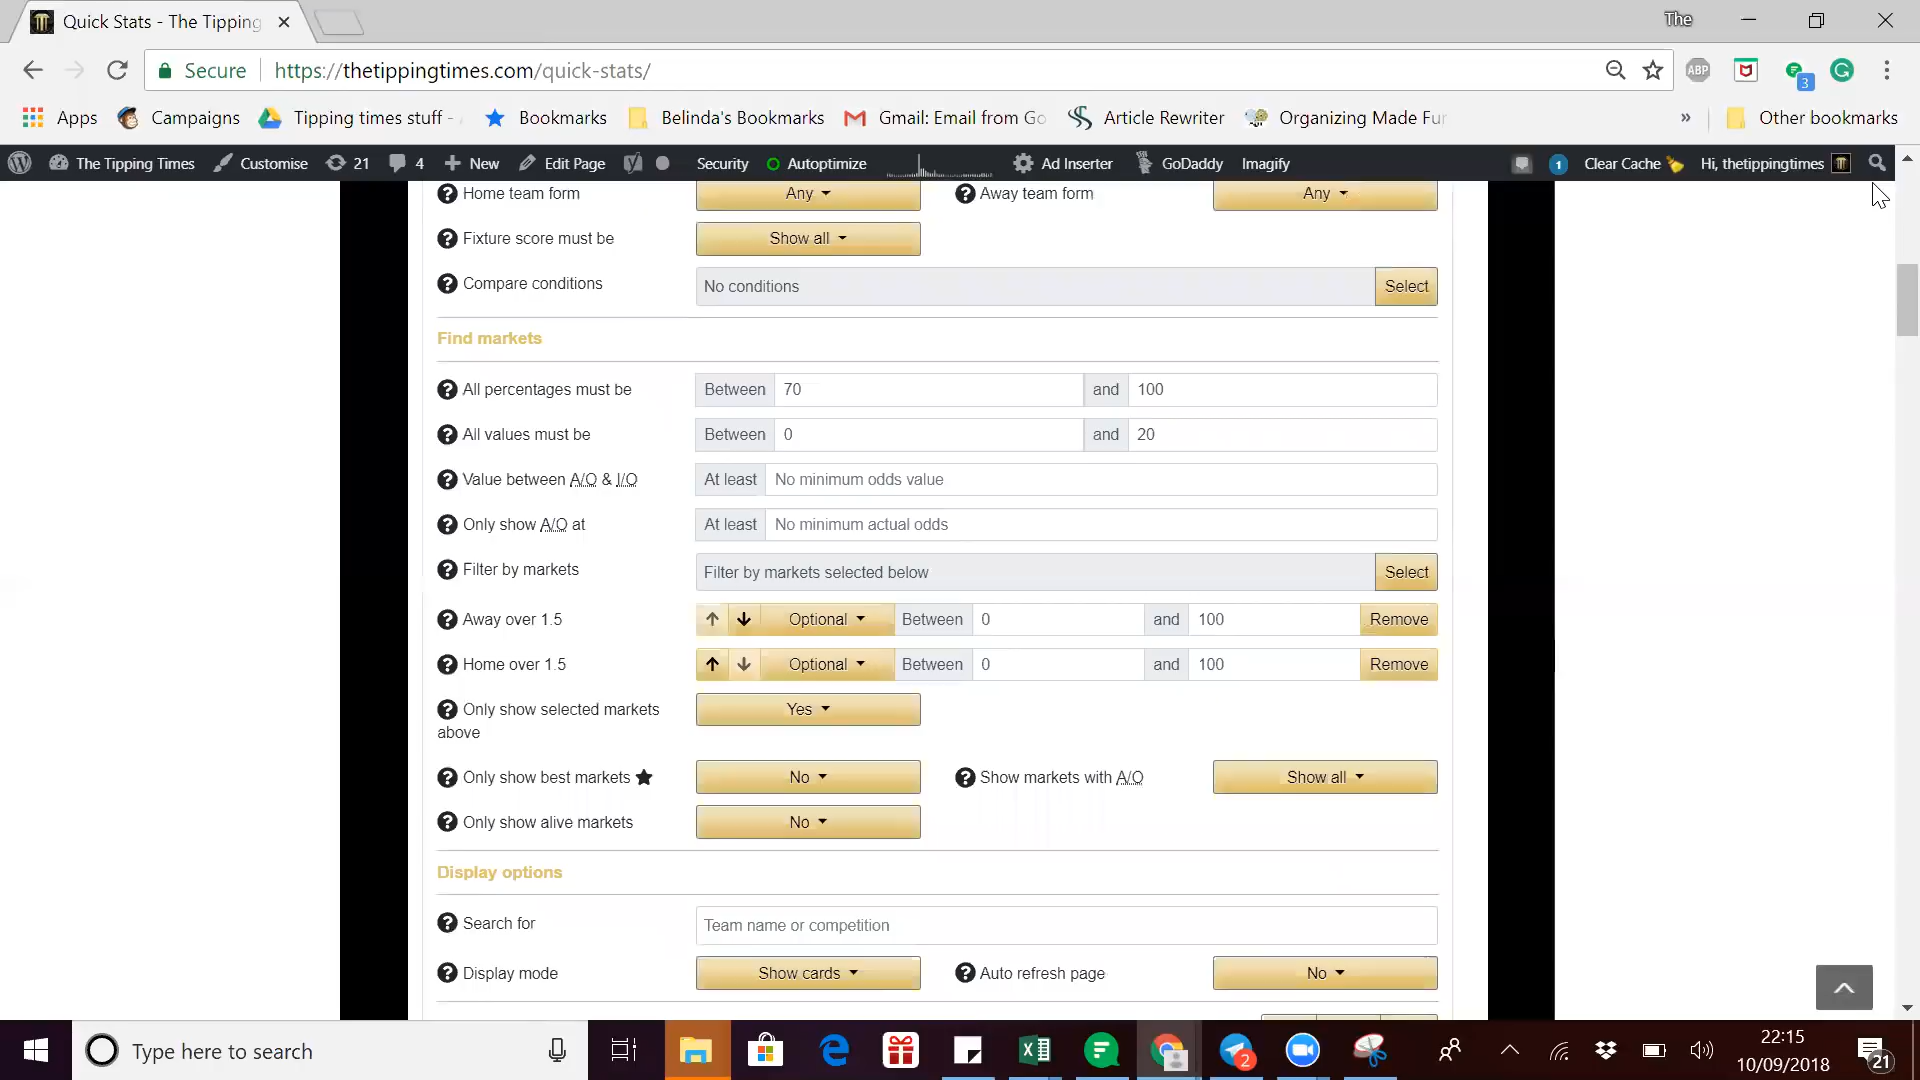 Quick Stats - The Tipping
The
Secure
https://thetippingtimes.com/quick-stats/
ABP
3
Apps
Campaigns
Tipping times stuff -
Bookmarks
Belinda's Bookmarks
Gmail: Email from Go
Article Rewriter
Organizing Made Fur
»
Other bookmarks
The Tipping Times
Customise
21
4
New
Edit Page
Security
Autoptimize
Ad Inserter
GoDaddy
Imagify
1
Clear Cache
Hi, thetippingtimes
Home team form
Any
Away team form
Any
Fixture score must be
Show all
Compare conditions
No conditions
Select
Find markets
All percentages must be
Between 70 and 100
All values must be
Between 0 and 20
Value between A/O & I/O
At least No minimum odds value
Only show A/O at
At least No minimum actual odds
Filter by markets
Filter by markets selected below
Select
Away over 1.5
Optional
Between 0 and 100
Remove
Home over 1.5
Optional
Between 0 and 100
Remove
Only show selected markets
above
Yes
Only show best markets
No
Show markets with A/O
Show all
Only show alive markets
No
Display options
Search for
Team name or competition
Display mode
Show cards
Auto refresh page
No
Type here to search
2
22:15
10/09/2018
21